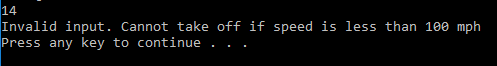 14
Invalid input. Cannot take off if speed is less than 100 mph
Press any key to continue . . .